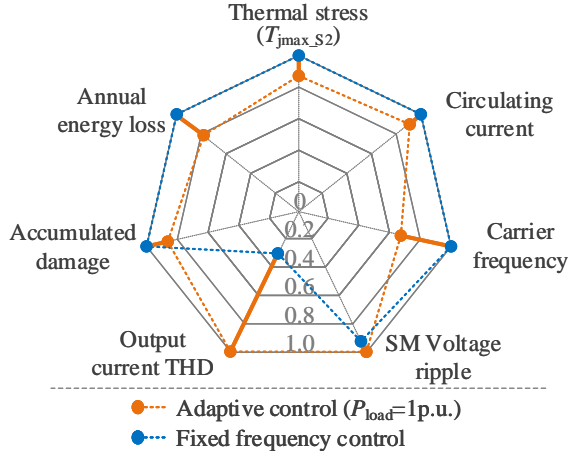 Thermal stress
(Tjmax_S2)
Annual
energy loss
Circulating
current
0
0.2
0.4
0.6
0.8
1.0
Accumulated
damage
Carrier
frequency
Output
current THD
SM Voltage
ripple
Adaptive control (Pload=1p.u.)
Fixed frequency control